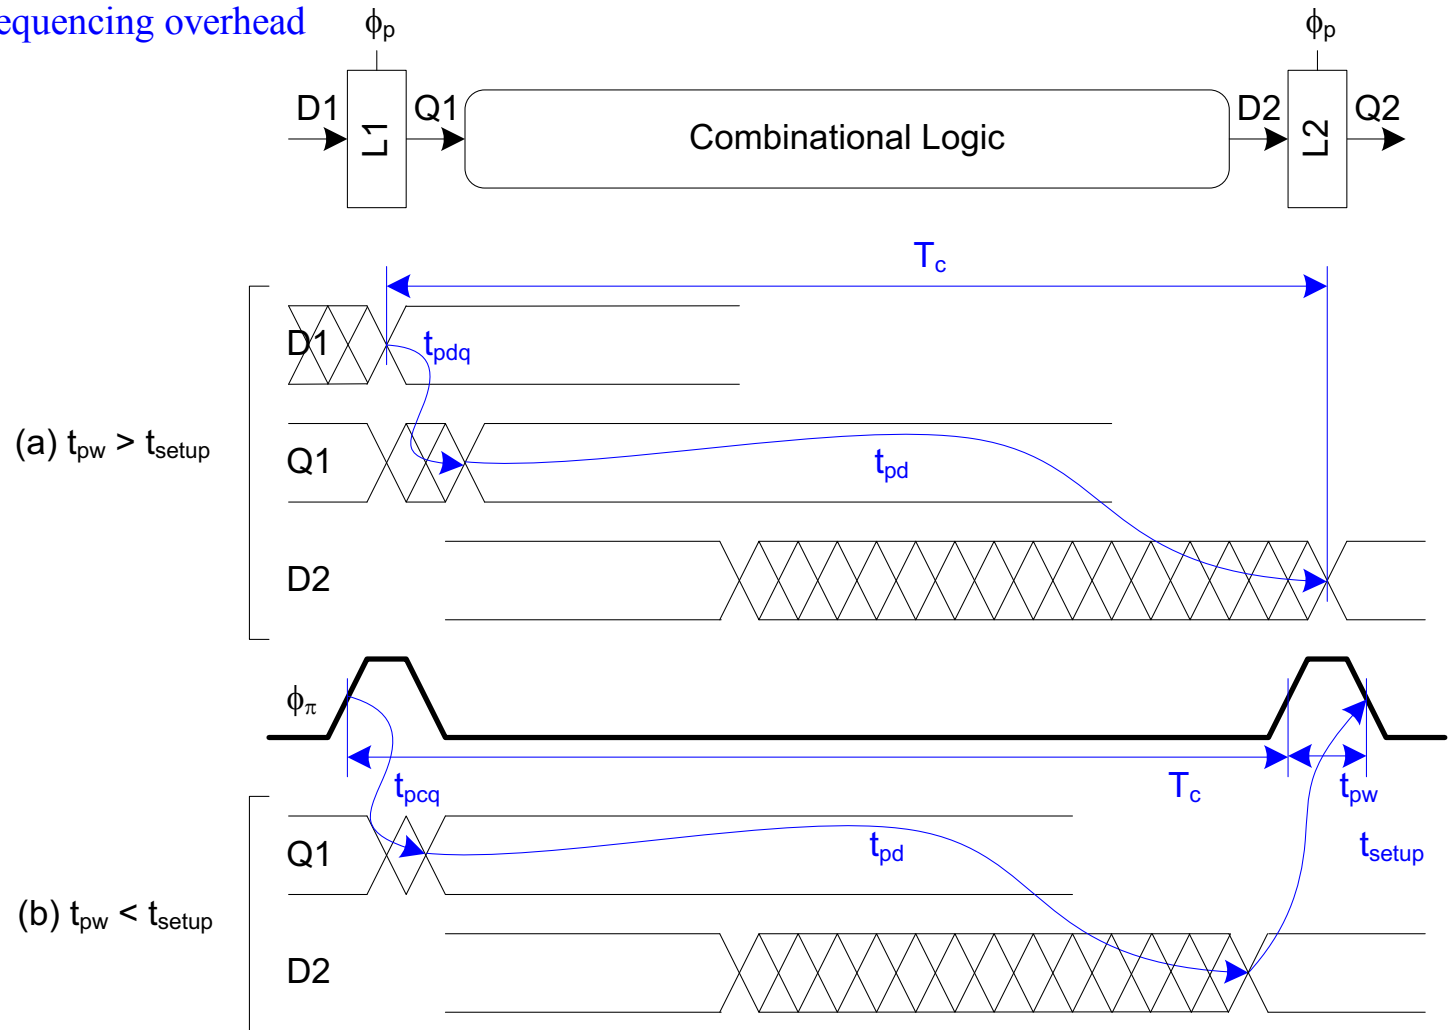 equencing overhead
ϕp
ϕp
D1
L1
Q1
Combinational Logic
D2
L2
Q2
Tc
D1
tpdq
(a) tpw > tsetup
Q1
tpd
D2
ϕπ
tpcq
Tc
tpw
Q1
tpd
tsetup
(b) tpw < tsetup
D2